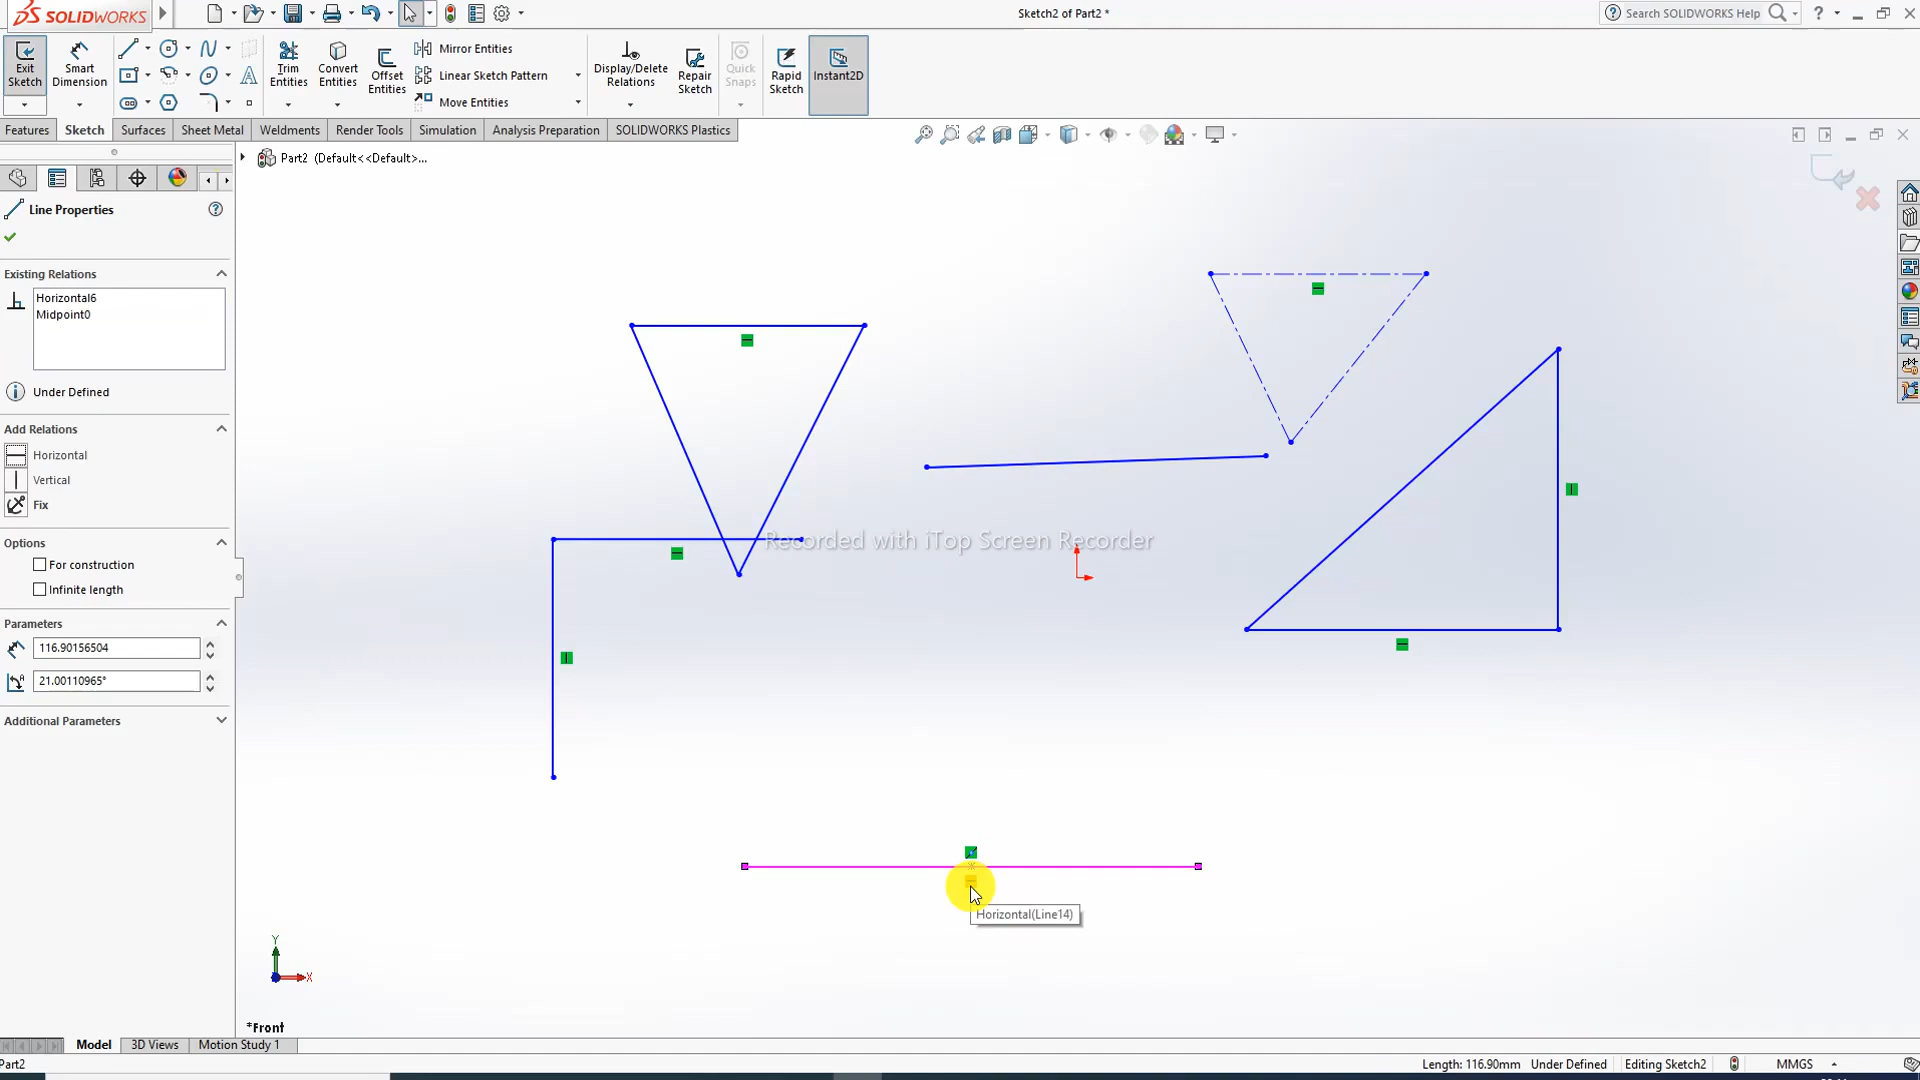 SOLIDWORKS
Sketch2 of Part2 *
Search SOLIDWORKS Help
Exit Sketch
Smart Dimension
Trim Entities
Convert Entities
Offset Entities
Mirror Entities
Linear Sketch Pattern
Move Entities
Display/Delete Relations
Repair Sketch
Quick Snaps
Rapid Sketch
Instant2D
Features
Sketch
Surfaces
Sheet Metal
Weldments
Render Tools
Simulation
Analysis Preparation
SOLIDWORKS Plastics
Part2 (Default<<Default>...
Line Properties
Existing Relations
Horizontal6
Midpoint0
Under Defined
Add Relations
Horizontal
Vertical
Fix
Options
For construction
Infinite length
Parameters
116.90156504
21.00110965°
Additional Parameters
Recorded with iTop Screen Recorder
Horizontal(Line14)
Y
X
*Front
Model
3D Views
Motion Study 1
Part2
Length: 116.90mm
Under Defined
Editing Sketch2
MMGS